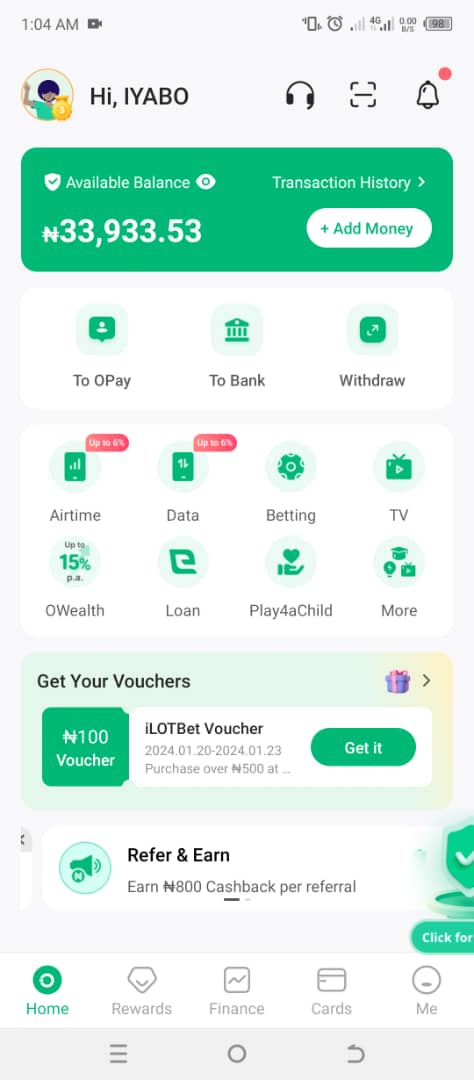 1:04 AM
4G
0.00
B/S
98
3
Hi, IYABO
Available Balance
Transaction History >
₦33,933.53
+ Add Money
To OPay
To Bank
Withdraw
Up to 6%
Up to 6%
Airtime
Data
Betting
TV
Up to
15%
p.a.
OWealth
Loan
Play4aChild
More
Get Your Vouchers
₦100
Voucher
iLOTBet Voucher
2024.01.20-2024.01.23
Purchase over ₦500 at ...
Get it
Refer & Earn
Earn ₦800 Cashback per referral
Click for
Home
Rewards
Finance
Cards
Me